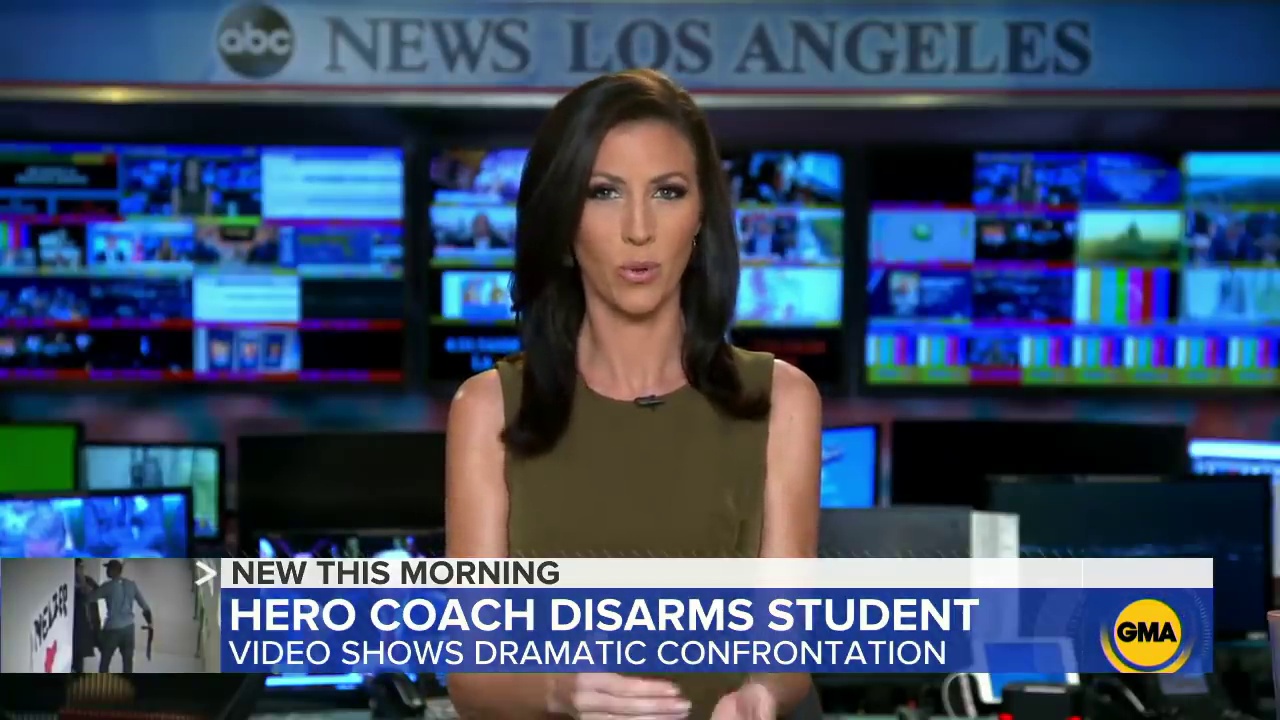 abc NEWS LOS ANGELES
NEW THIS MORNING
HERO COACH DISARMS STUDENT
VIDEO SHOWS DRAMATIC CONFRONTATION
GMA